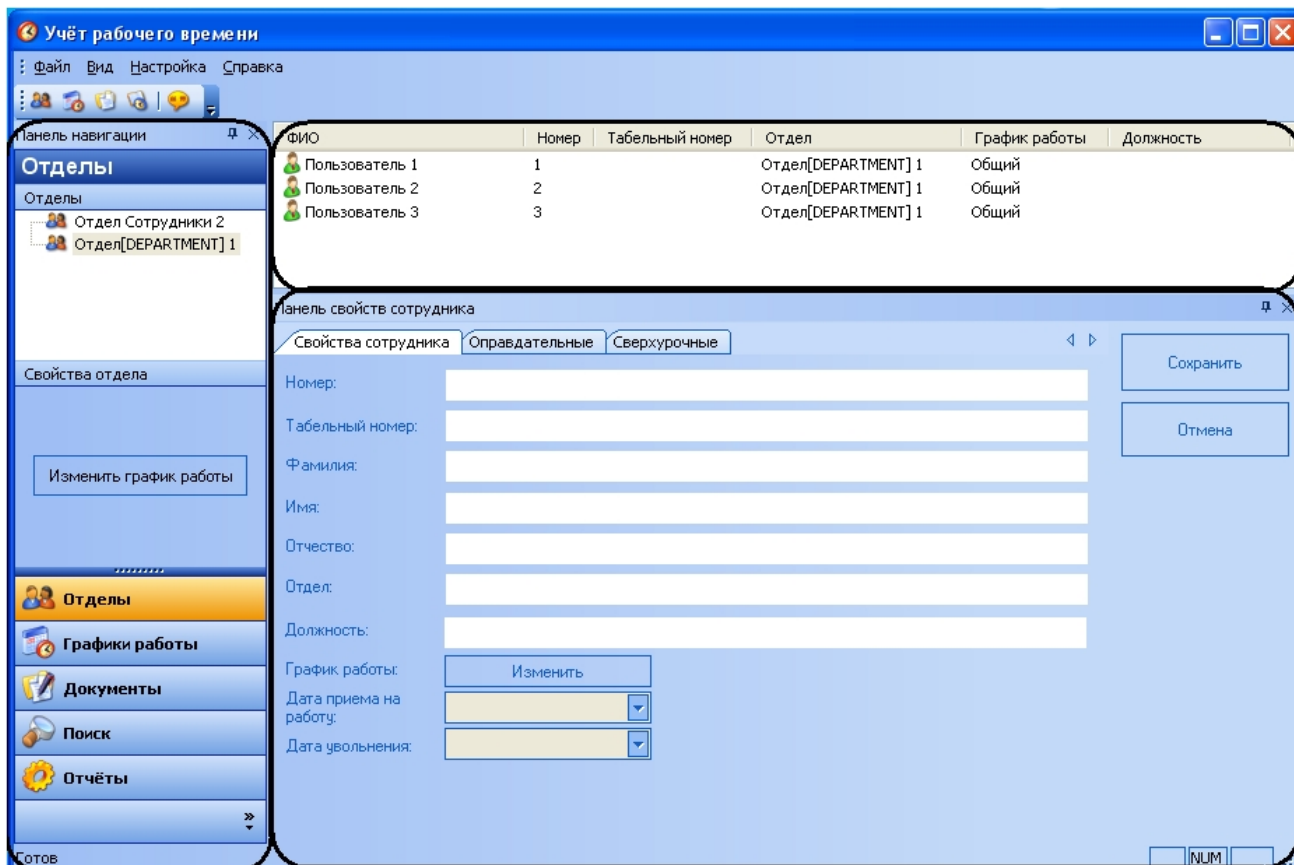 Учёт рабочего времени
Файл Вид Настройка Справка
Панель навигации
Отделы
Отделы
Отдел Сотрудники 2
Отдел[DEPARTMENT] 1
Свойства отдела
Изменить график работы
Отделы
Графики работы
Документы
Поиск
Отчёты
Готов
ФИО Номер Табельный номер Отдел График работы Должность
Пользователь 1 1 Отдел[DEPARTMENT] 1 Общий
Пользователь 2 2 Отдел[DEPARTMENT] 1 Общий
Пользователь 3 3 Отдел[DEPARTMENT] 1 Общий
Панель свойств сотрудника
Свойства сотрудника Оправдательные Сверхурочные
Номер:
Табельный номер:
Фамилия:
Имя:
Отчество:
Отдел:
Должность:
График работы: Изменить
Дата приема на
работу:
Дата увольнения:
Сохранить
Отмена
NUM